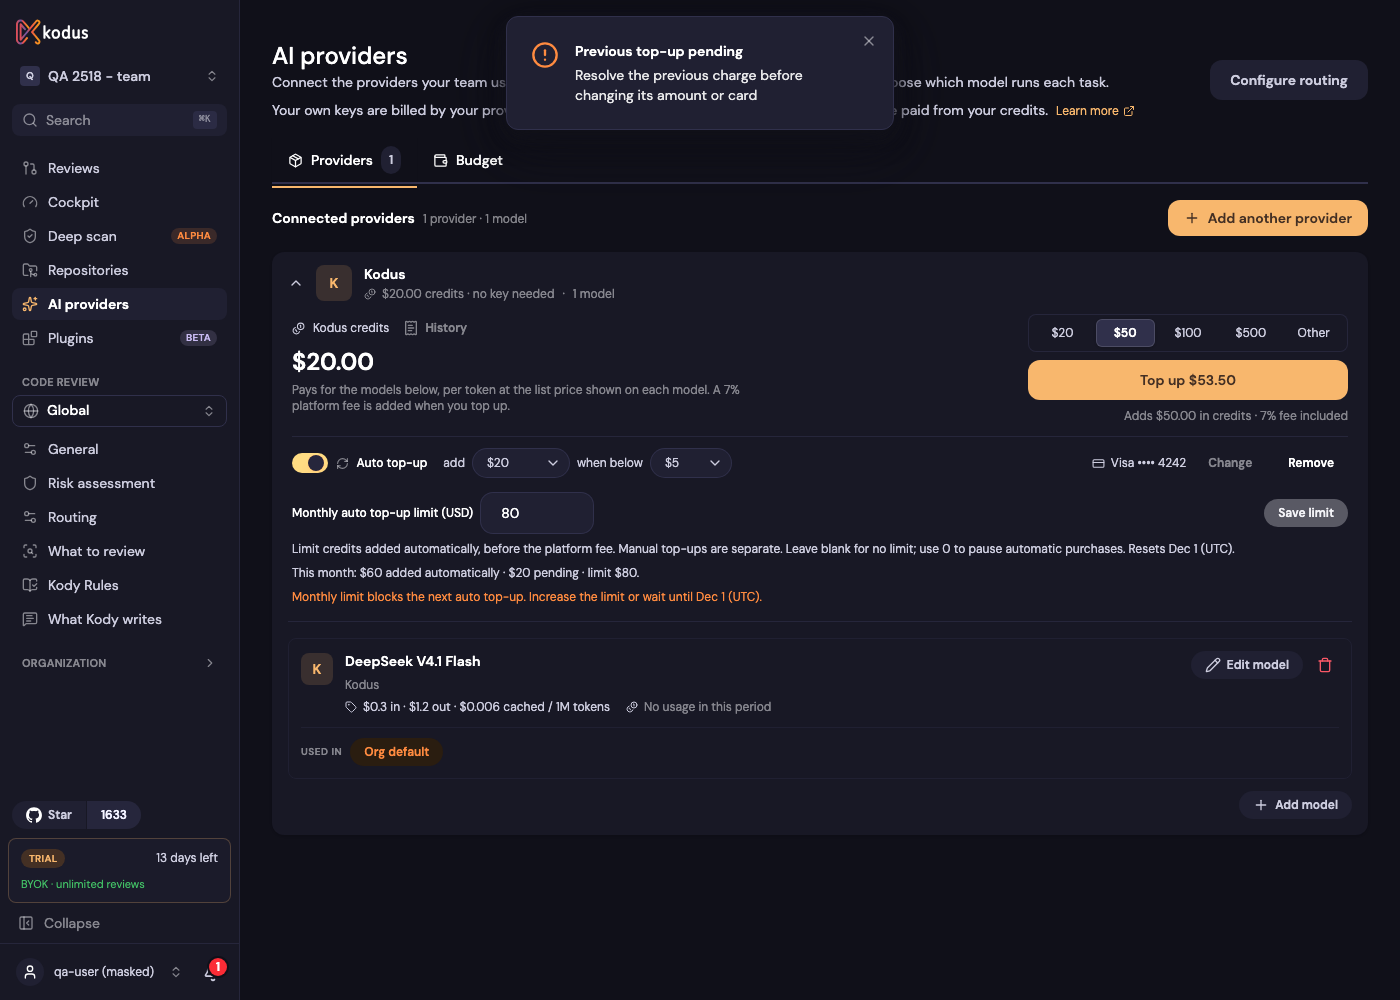 kodus
Q QA 2518 - team
Search ⌘K
Reviews
Cockpit
Deep scan ALPHA
Repositories
AI providers
Plugins BETA
CODE REVIEW
Global
General
Risk assessment
Routing
What to review
Kody Rules
What Kody writes
ORGANIZATION
Star 1633
TRIAL 13 days left
BYOK · unlimited reviews
Collapse
qa-user (masked) 1
Previous top-up pending
Resolve the previous charge before
changing its amount or card
AI providers
Connect the providers your team us
ose which model runs each task.
Your own keys are billed by your prov
paid from your credits. Learn more
Configure routing
Providers 1 Budget
Connected providers 1 provider · 1 model
Add another provider
K Kodus
$20.00 credits · no key needed · 1 model
Kodus credits History
$20.00
Pays for the models below, per token at the list price shown on each model. A 7%
platform fee is added when you top up.
$20 $50 $100 $500 Other
Top up $53.50
Adds $50.00 in credits · 7% fee included
Auto top-up add $20 when below $5 Visa •••• 4242 Change Remove
Monthly auto top-up limit (USD) 80 Save limit
Limit credits added automatically, before the platform fee. Manual top-ups are separate. Leave blank for no limit; use 0 to pause automatic purchases. Resets Dec 1 (UTC).
This month: $60 added automatically · $20 pending · limit $80.
Monthly limit blocks the next auto top-up. Increase the limit or wait until Dec 1 (UTC).
K DeepSeek V4.1 Flash Edit model
Kodus
$0.3 in · $1.2 out · $0.006 cached / 1M tokens No usage in this period
USED IN Org default
Add model